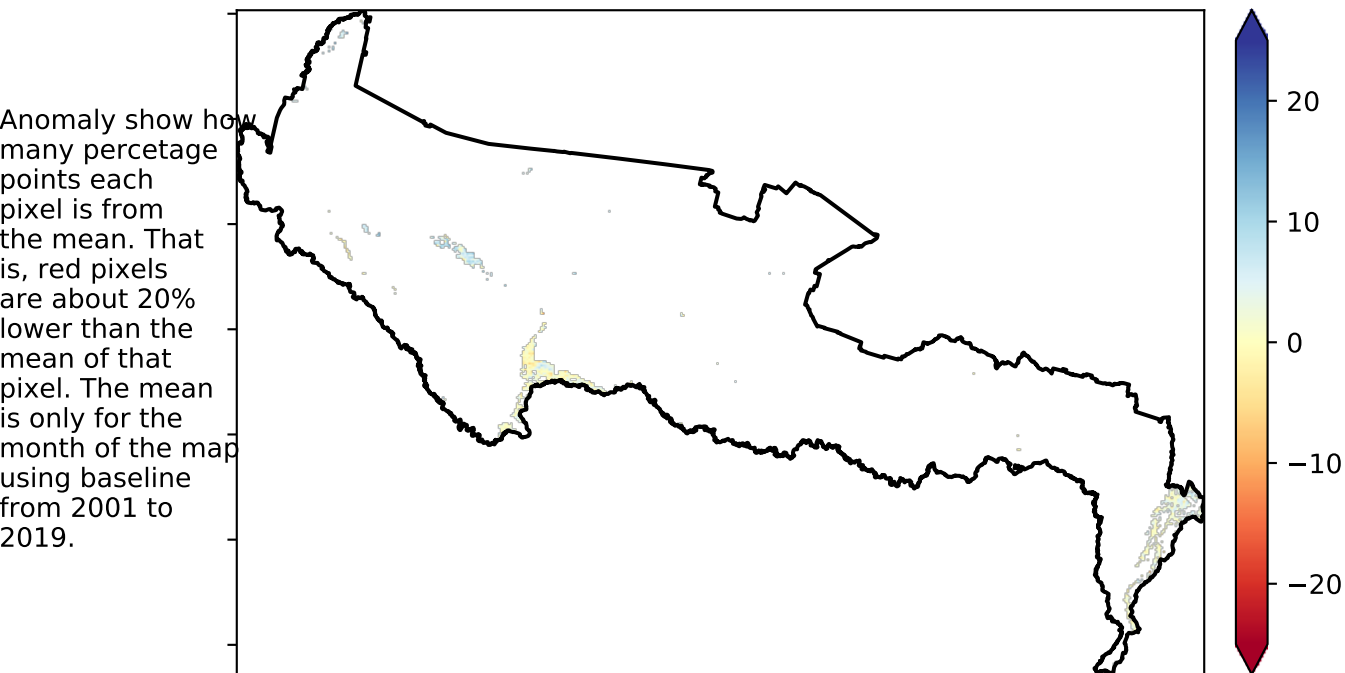 Anomaly show how
many percetage
points each
pixel is from
the mean. That
is, red pixels
are about 20%
lower than the
mean of that
pixel. The mean
is only for the
month of the map
using baseline
from 2001 to
2019.
20
10
0
−10
−20